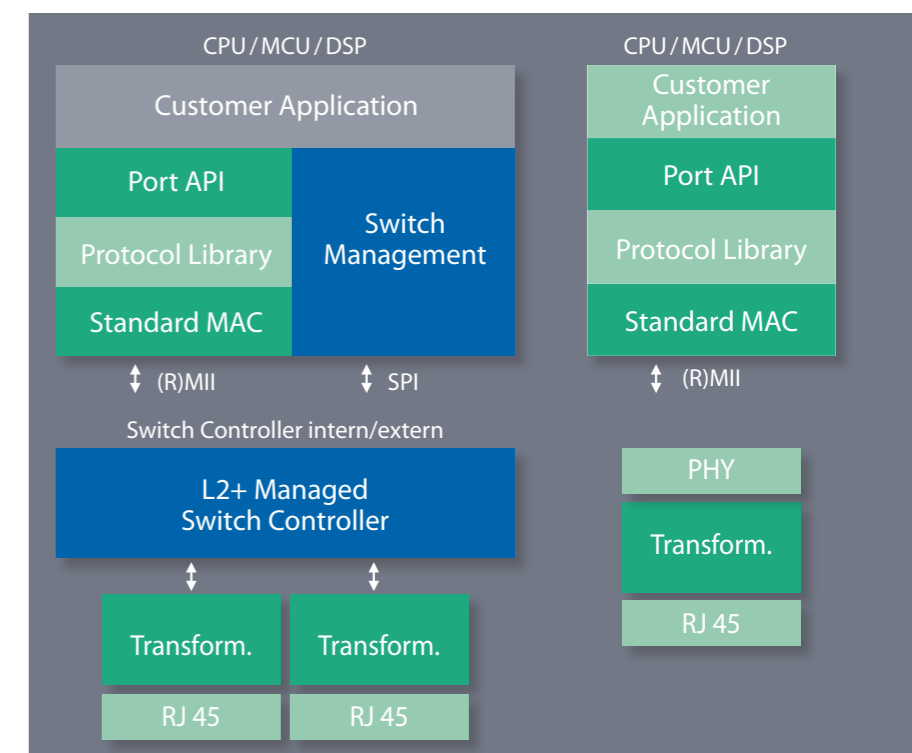 CPU/MCU/DSP
Customer Application
Port API
Protocol Library
Standard MAC
Switch
Management
(R)MII
SPI
Switch Controller intern/extern
L2+ Managed
Switch Controller
Transform.
Transform.
RJ 45
RJ 45
CPU/MCU/DSP
Customer
Application
Port API
Protocol Library
Standard MAC
(R)MII
PHY
Transform.
RJ 45